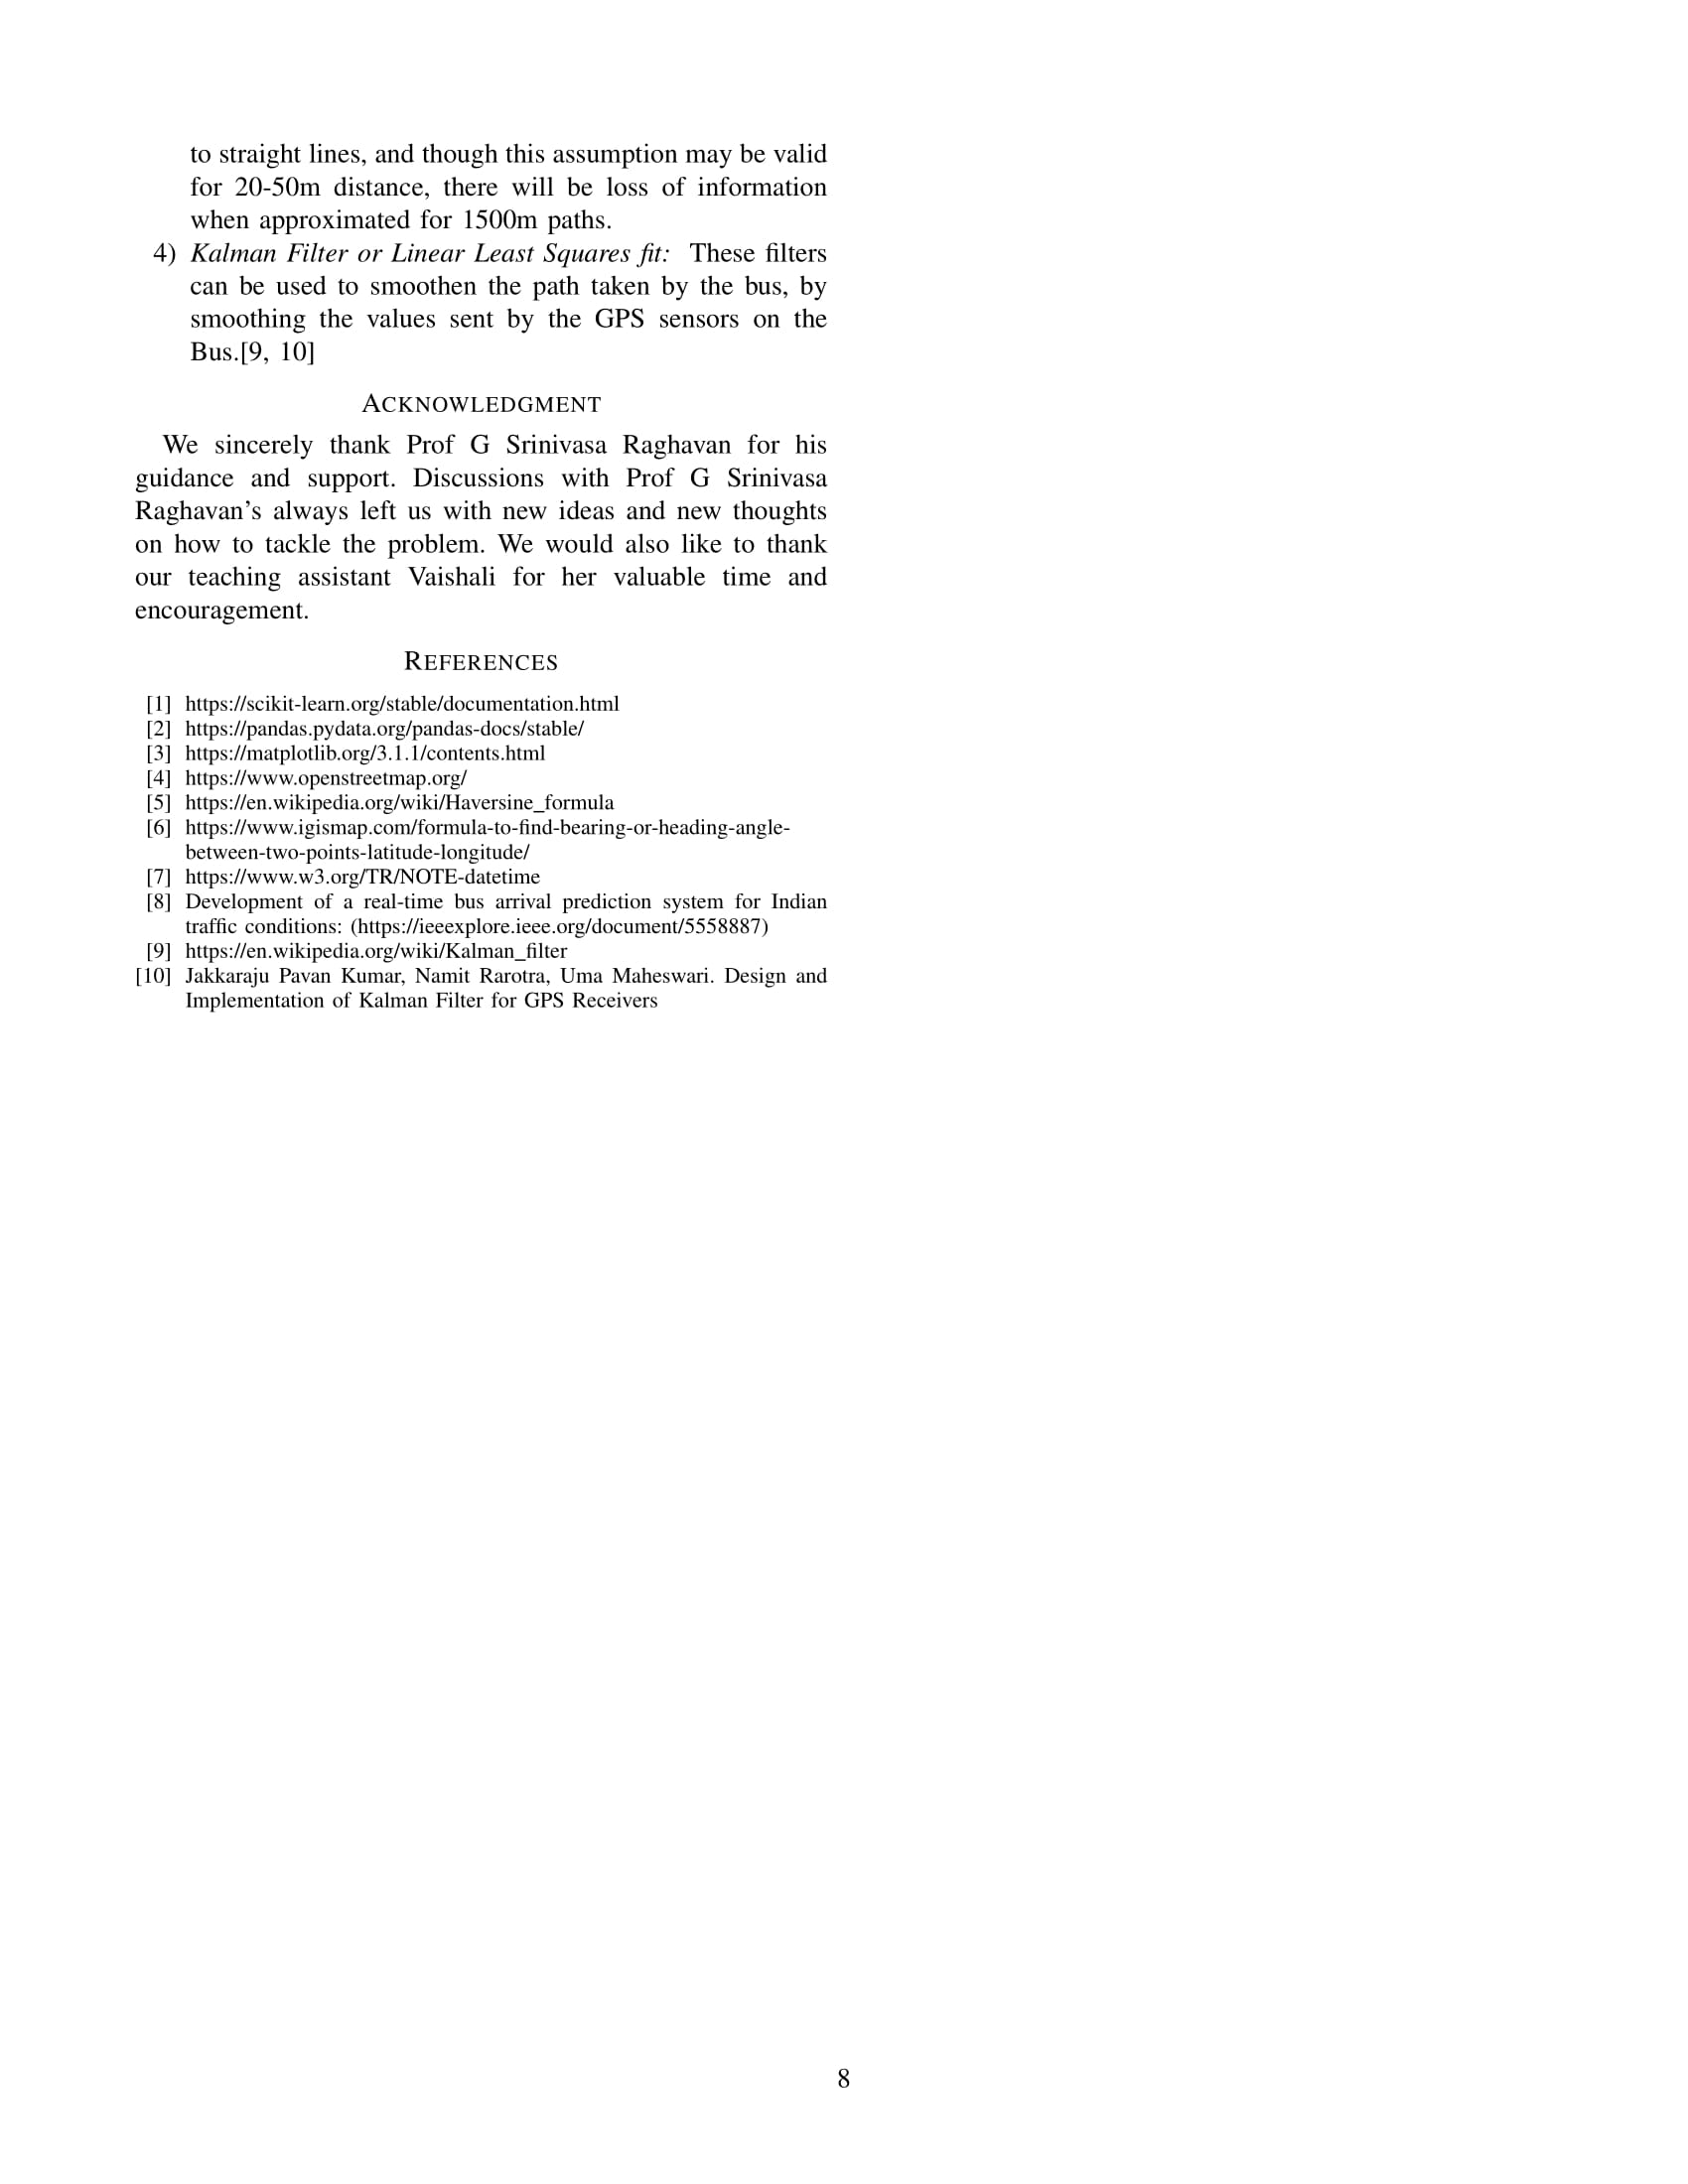 to straight lines, and though this assumption may be valid
for 20-50m distance, there will be loss of information
when approximated for 1500m paths.
4) Kalman Filter or Linear Least Squares fit: These filters
can be used to smoothen the path taken by the bus, by
smoothing the values sent by the GPS sensors on the
Bus.[9, 10]
ACKNOWLEDGMENT
We sincerely thank Prof G Srinivasa Raghavan for his
guidance and support. Discussions with Prof G Srinivasa
Raghavan’s always left us with new ideas and new thoughts
on how to tackle the problem. We would also like to thank
our teaching assistant Vaishali for her valuable time and
encouragement.
REFERENCES
[1] https://scikit-learn.org/stable/documentation.html
[2] https://pandas.pydata.org/pandas-docs/stable/
[3] https://matplotlib.org/3.1.1/contents.html
[4] https://www.openstreetmap.org/
[5] https://en.wikipedia.org/wiki/Haversine_formula
[6] https://www.igismap.com/formula-to-find-bearing-or-heading-angle-
between-two-points-latitude-longitude/
[7] https://www.w3.org/TR/NOTE-datetime
[8] Development of a real-time bus arrival prediction system for Indian
traffic conditions: (https://ieeexplore.ieee.org/document/5558887)
[9] https://en.wikipedia.org/wiki/Kalman_filter
[10] Jakkaraju Pavan Kumar, Namit Rarotra, Uma Maheswari. Design and
Implementation of Kalman Filter for GPS Receivers
8